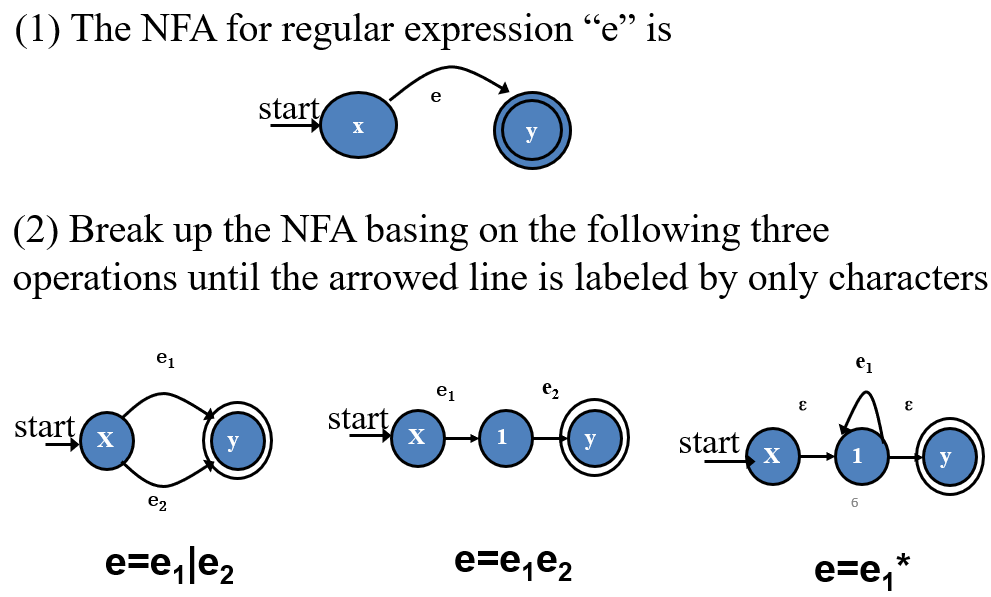 (1) The NFA for regular expression “e” is
start x e y
(2) Break up the NFA basing on the following three
operations until the arrowed line is labeled by only characters
e₁
start X y
e₂
e₁ e₂
start X 1 y
e₁
ε ε
start X 1 y
6
e=e₁|e₂
e=e₁e₂
e=e₁*